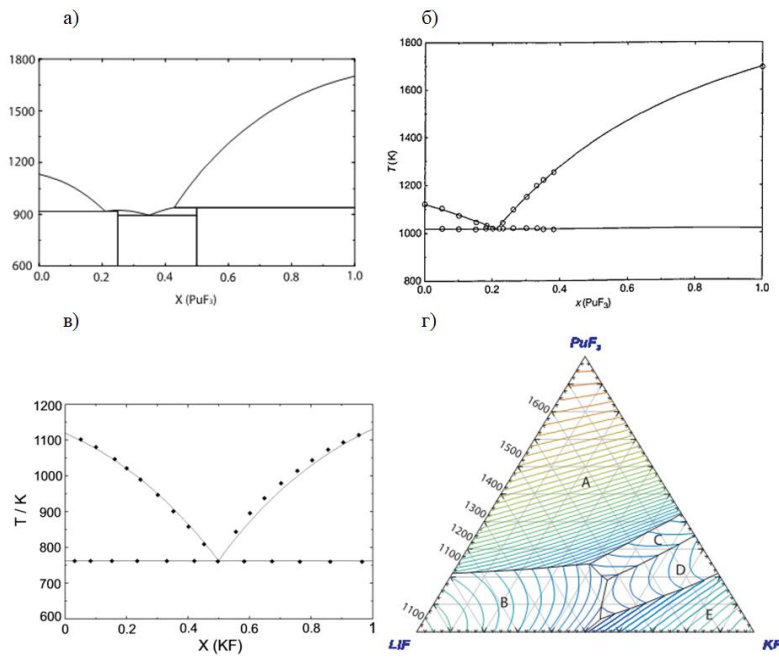 а)
1800
1500
1200
900
600
0.0 0.2 0.4 0.6 0.8 1.0
X (PuF₃)
б)
1800
1600
1400
1200
1000
800
T(K)
0.0 0.2 0.4 0.6 0.8 1.0
x(PuF₃)
в)
1200
1100
1000
900
800
700
600
T / K
0 0.2 0.4 0.6 0.8 1
X (KF)
г)
PuF₃
1600
1500
1400
1300
1200
1100
A
C
D
B
E
1100
LiF
KF